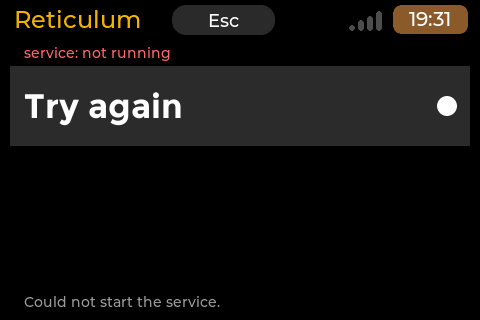 Reticulum
Esc
19:31
service: not running
Try again
Could not start the service.